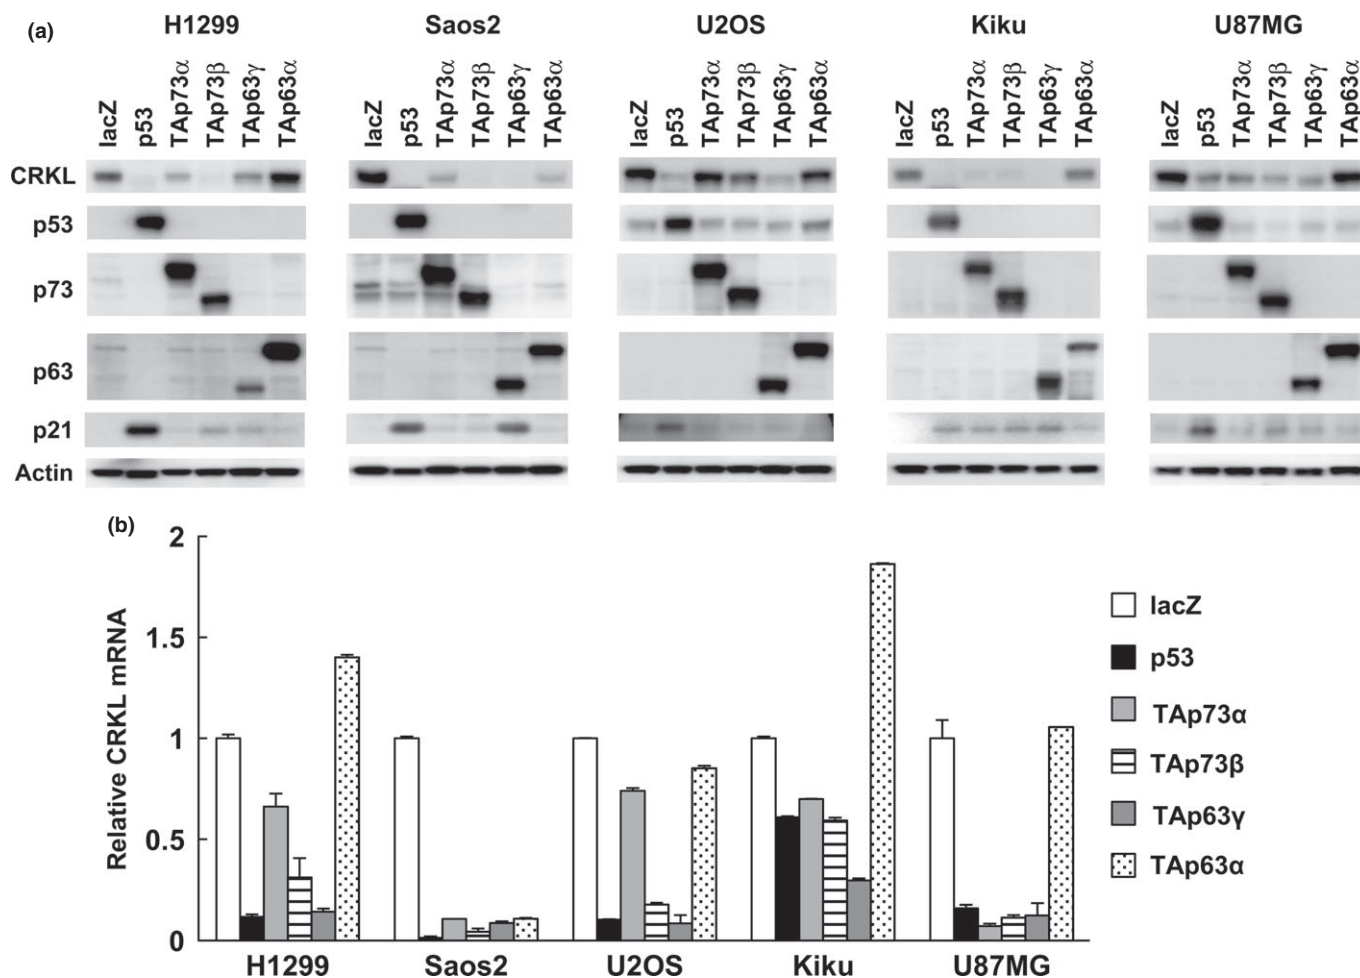 (a)
H1299 Saos2 U2OS Kiku U87MG
lacZ p53 TAp73α TAp73β TAp63γ TAp63α lacZ p53 TAp73α TAp73β TAp63γ TAp63α lacZ p53 TAp73α TAp73β TAp63γ TAp63α lacZ p53 TAp73α TAp73β TAp63γ TAp63α lacZ p53 TAp73α TAp73β TAp63γ TAp63α
CRKL
p53
p73
p63
p21
Actin
(b)
Relative CRKL mRNA
2
1.5
1
0.5
0
H1299 Saos2 U2OS Kiku U87MG
lacZ
p53
TAp73α
TAp73β
TAp63γ
TAp63α